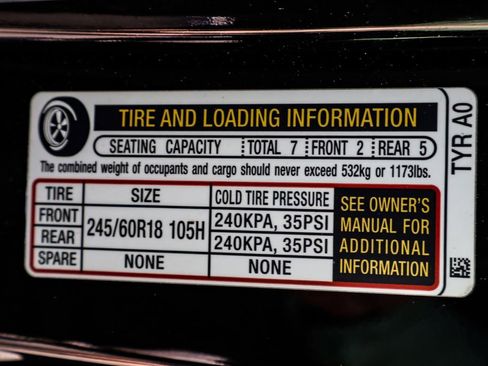 TIRE AND LOADING INFORMATION
SEATING CAPACITY TOTAL 7 FRONT 2 REAR 5
The combined weight of occupants and cargo should never exceed 532kg or 1173lbs.
TIRE SIZE COLD TIRE PRESSURE
FRONT 245/60R18 105H 240KPA, 35PSI
REAR 240KPA, 35PSI
SPARE NONE NONE
SEE OWNER'S
MANUAL FOR
ADDITIONAL
INFORMATION
TYR A0